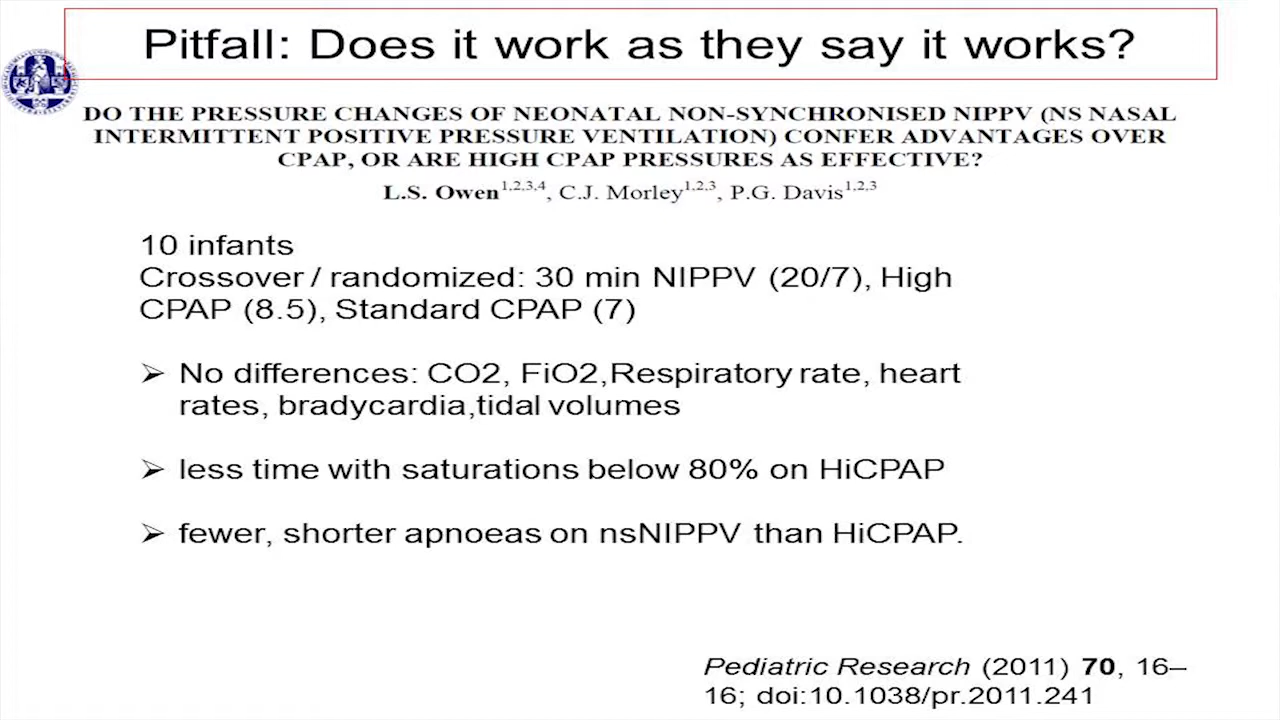 Pitfall: Does it work as they say it works?
DO THE PRESSURE CHANGES OF NEONATAL NON-SYNCHRONISED NIPPV (NS NASAL
INTERMITTENT POSITIVE PRESSURE VENTILATION) CONFER ADVANTAGES OVER
CPAP, OR ARE HIGH CPAP PRESSURES AS EFFECTIVE?
L.S. Owen1,2,3,4, C.J. Morley1,2,3, P.G. Davis1,2,3
10 infants
Crossover / randomized: 30 min NIPPV (20/7), High
CPAP (8.5), Standard CPAP (7)
➢ No differences: CO2, FiO2,Respiratory rate, heart
rates, bradycardia,tidal volumes
➢ less time with saturations below 80% on HiCPAP
➢ fewer, shorter apnoeas on nsNIPPV than HiCPAP.
Pediatric Research (2011) 70, 16–
16; doi:10.1038/pr.2011.241